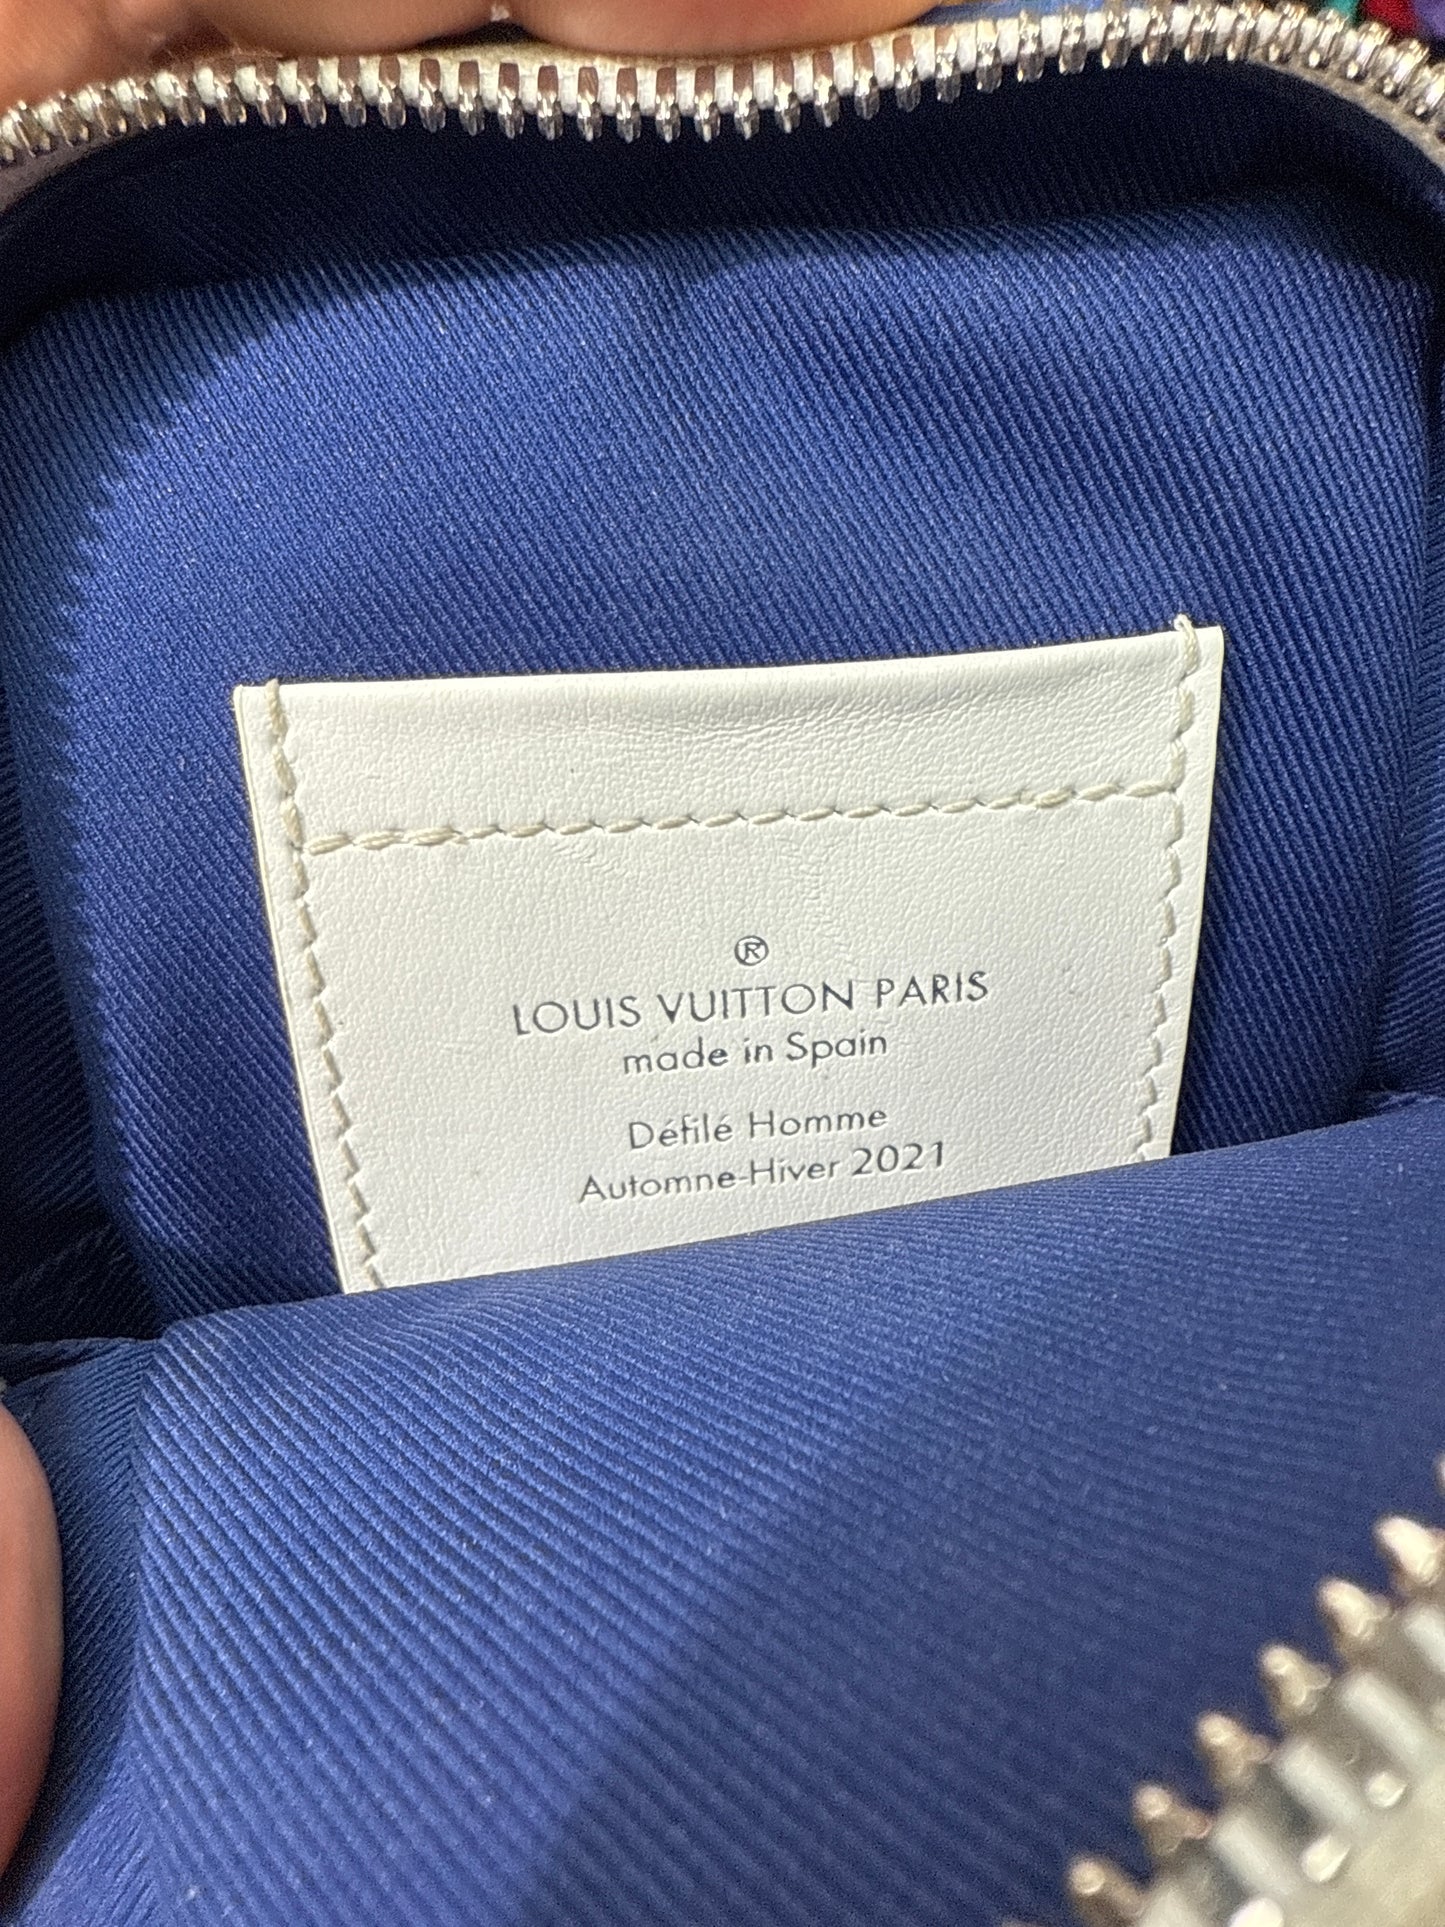 ®
LOUIS VUITTON PARIS
made in Spain
Défilé Homme
Automne-Hiver 2021